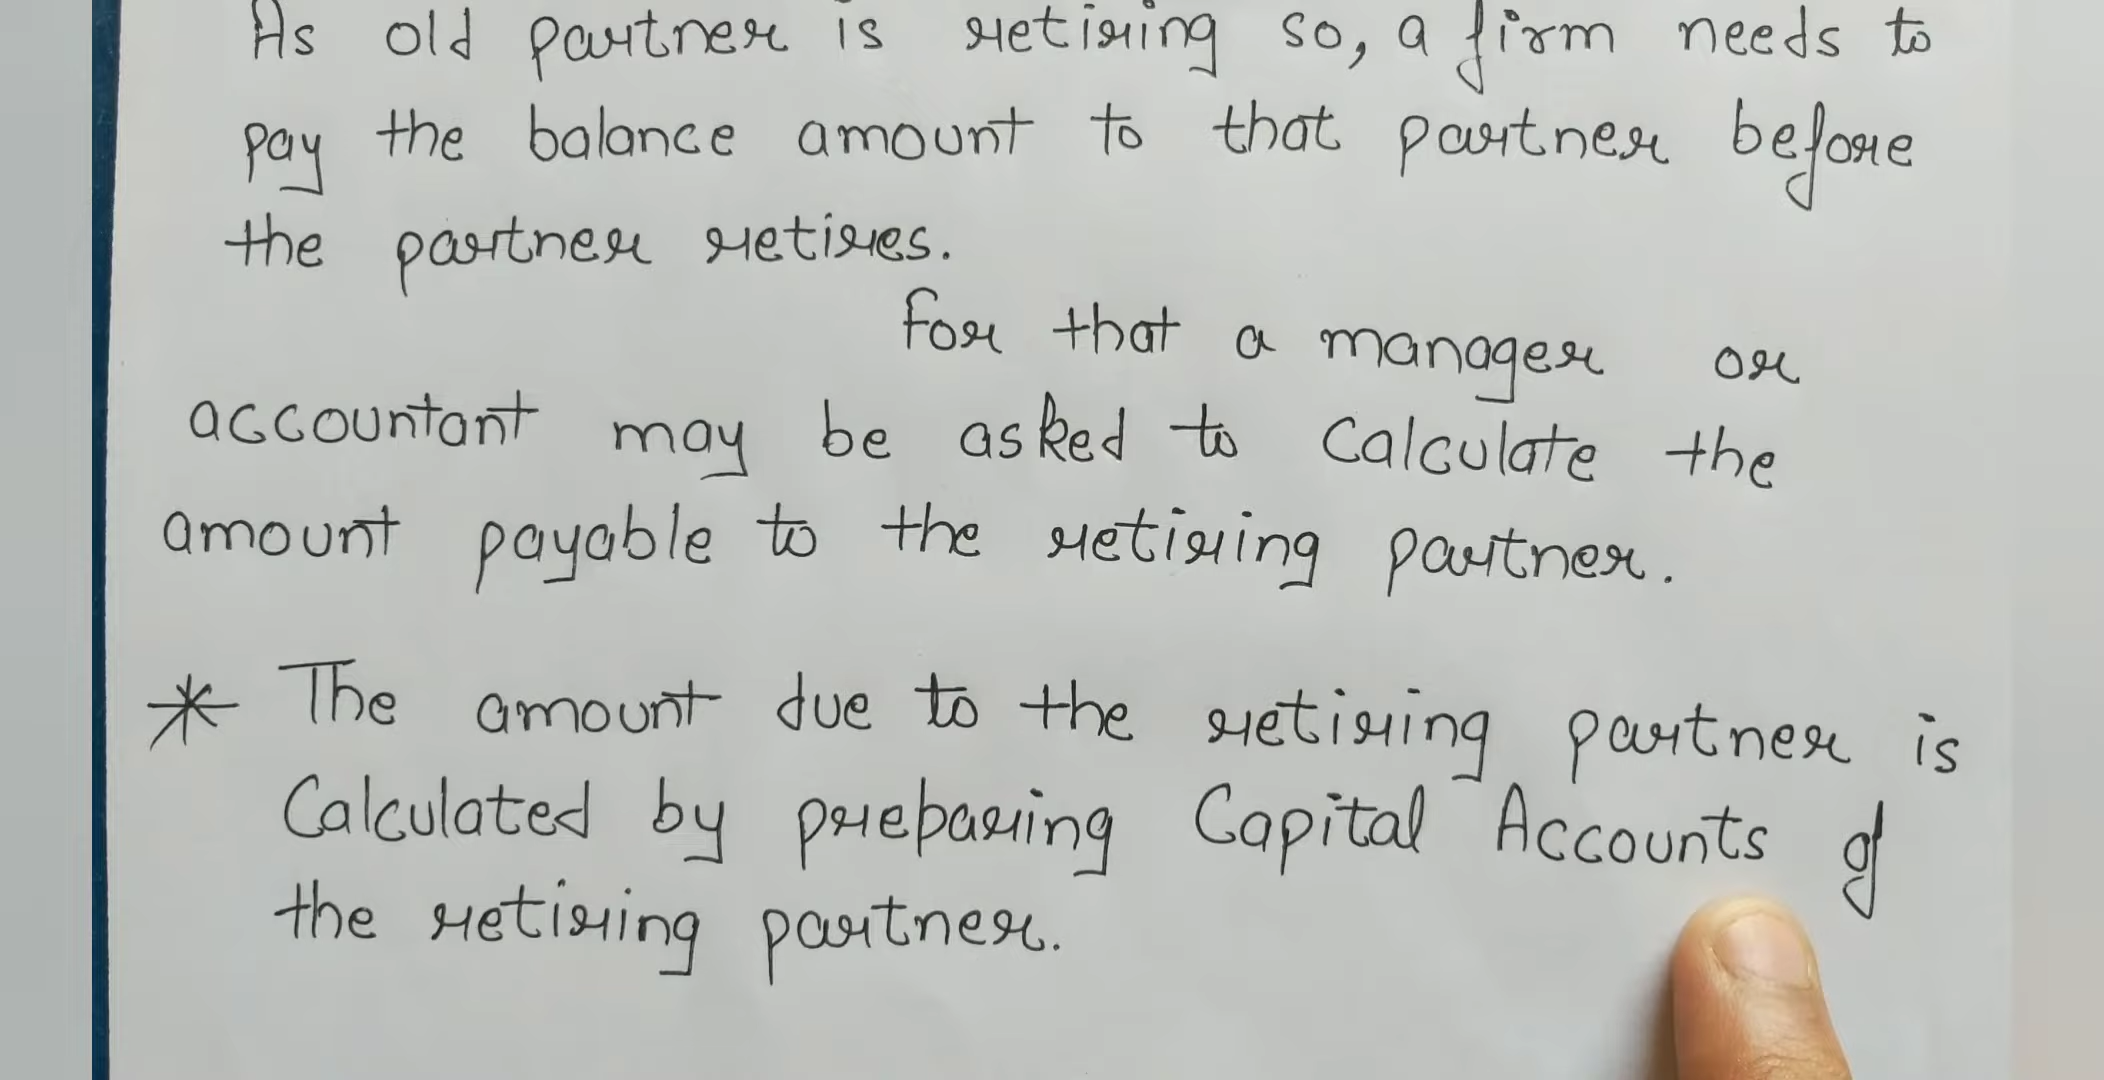 As old partner is retiring so, a firm needs to
pay the balance amount to that partner before
the partner retires.
For that a manager or
accountant may be asked to calculate the
amount payable to the retiring partner.
* The amount due to the retiring partner is
Calculated by preparing Capital Accounts of
the retiring partner.